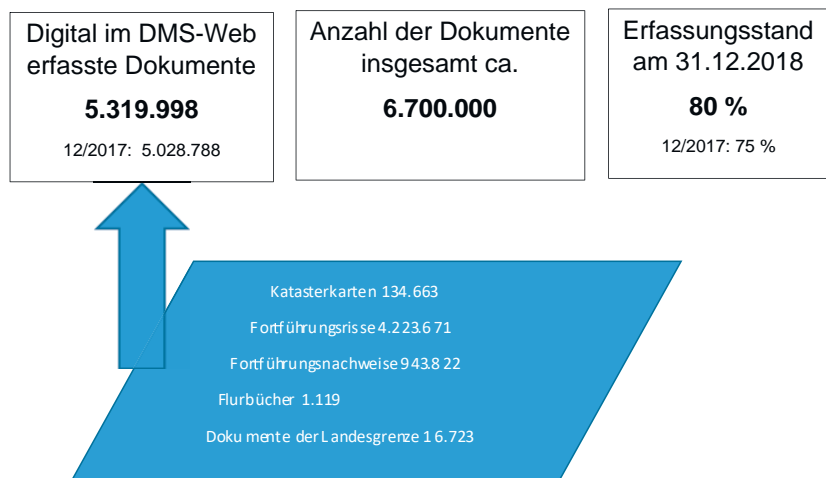 Digital im DMS-Web
erfasste Dokumente
5.319.998
12/2017: 5.028.788
Anzahl der Dokumente
insgesamt ca.
6.700.000
Erfassungsstand
am 31.12.2018
80 %
12/2017: 75 %
Katasterkarten 134.663
Fortführungsrisse 4.223.671
Fortführungsnachweise 943.822
Flurbücher 1.119
Dokumente der Landesgrenze 16.723